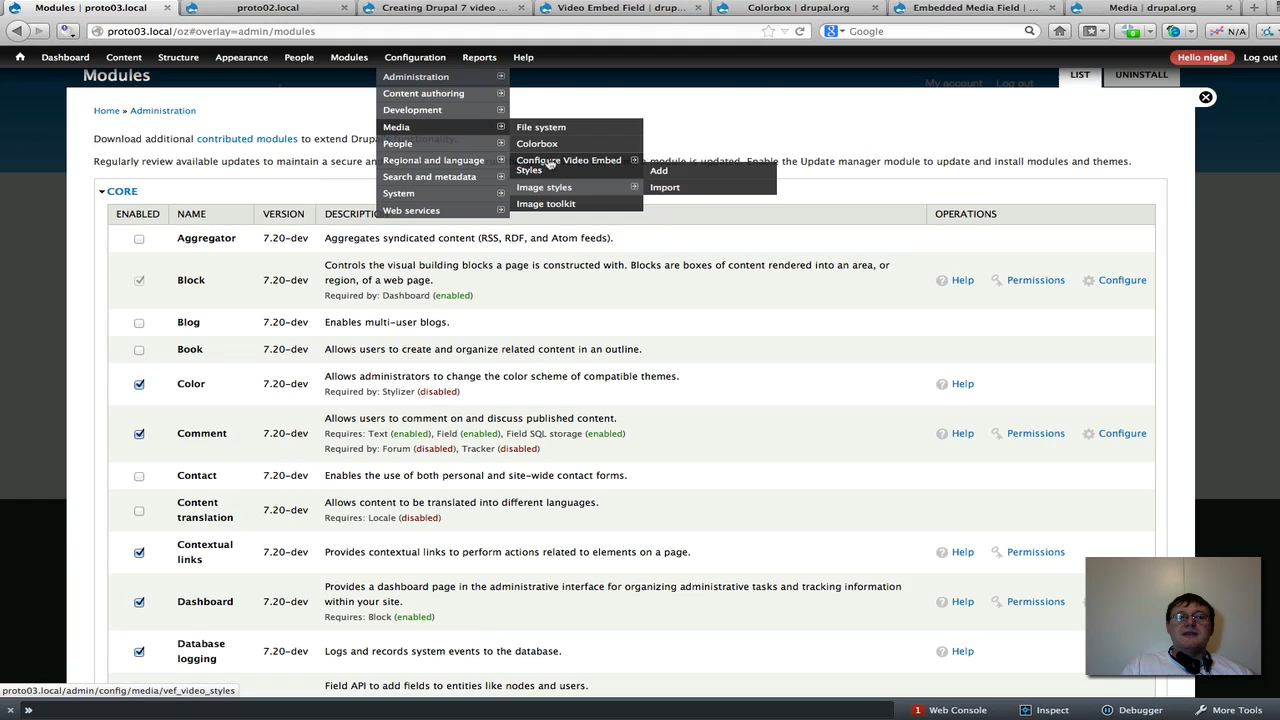 Modules | proto03.local
proto02.local
Creating Drupal 7 video ...
Video Embed Field | drup...
Colorbox | drupal.org
Embedded Media Field | ...
Media | drupal.org
proto03.local/oz#overlay=admin/modules
Google
N/A
Dashboard Content Structure Appearance People Modules Configuration Reports Help
Hello nigel Log out
Modules
My account Log out
LIST UNINSTALL
Administration
Content authoring
Development
Media
People
Regional and language
Search and metadata
System
Web services
File system
Colorbox
Configure Video Embed
Styles
Image styles
Image toolkit
Add
Import
Home » Administration
Download additional contributed modules to extend Drupal's functionality.
Regularly review available updates to maintain a secure an module is updated. Enable the Update manager module to update and install modules and themes.
CORE
ENABLED NAME VERSION DESCRIPT OPERATIONS
Aggregator 7.20-dev Aggregates syndicated content (RSS, RDF, and Atom feeds).
Block 7.20-dev Controls the visual building blocks a page is constructed with. Blocks are boxes of content rendered into an area, or
region, of a web page.
Required by: Dashboard (enabled)
Help Permissions Configure
Blog 7.20-dev Enables multi-user blogs.
Book 7.20-dev Allows users to create and organize related content in an outline.
Color 7.20-dev Allows administrators to change the color scheme of compatible themes.
Required by: Stylizer (disabled)
Help
Comment 7.20-dev Allows users to comment on and discuss published content.
Requires: Text (enabled), Field (enabled), Field SQL storage (enabled)
Required by: Forum (disabled), Tracker (disabled)
Help Permissions Configure
Contact 7.20-dev Enables the use of both personal and site-wide contact forms.
Content
translation
7.20-dev Allows content to be translated into different languages.
Requires: Locale (disabled)
Contextual
links
7.20-dev Provides contextual links to perform actions related to elements on a page.
Help Permissions
Dashboard 7.20-dev Provides a dashboard page in the administrative interface for organizing administrative tasks and tracking information
within your site.
Requires: Block (enabled)
Help Permissions
Database
logging
7.20-dev Logs and records system events to the database.
Help
Field API to add fields to entities like nodes and users.
proto03.local/admin/config/media/vef_video_styles
1 Web Console Inspect Debugger More Tools